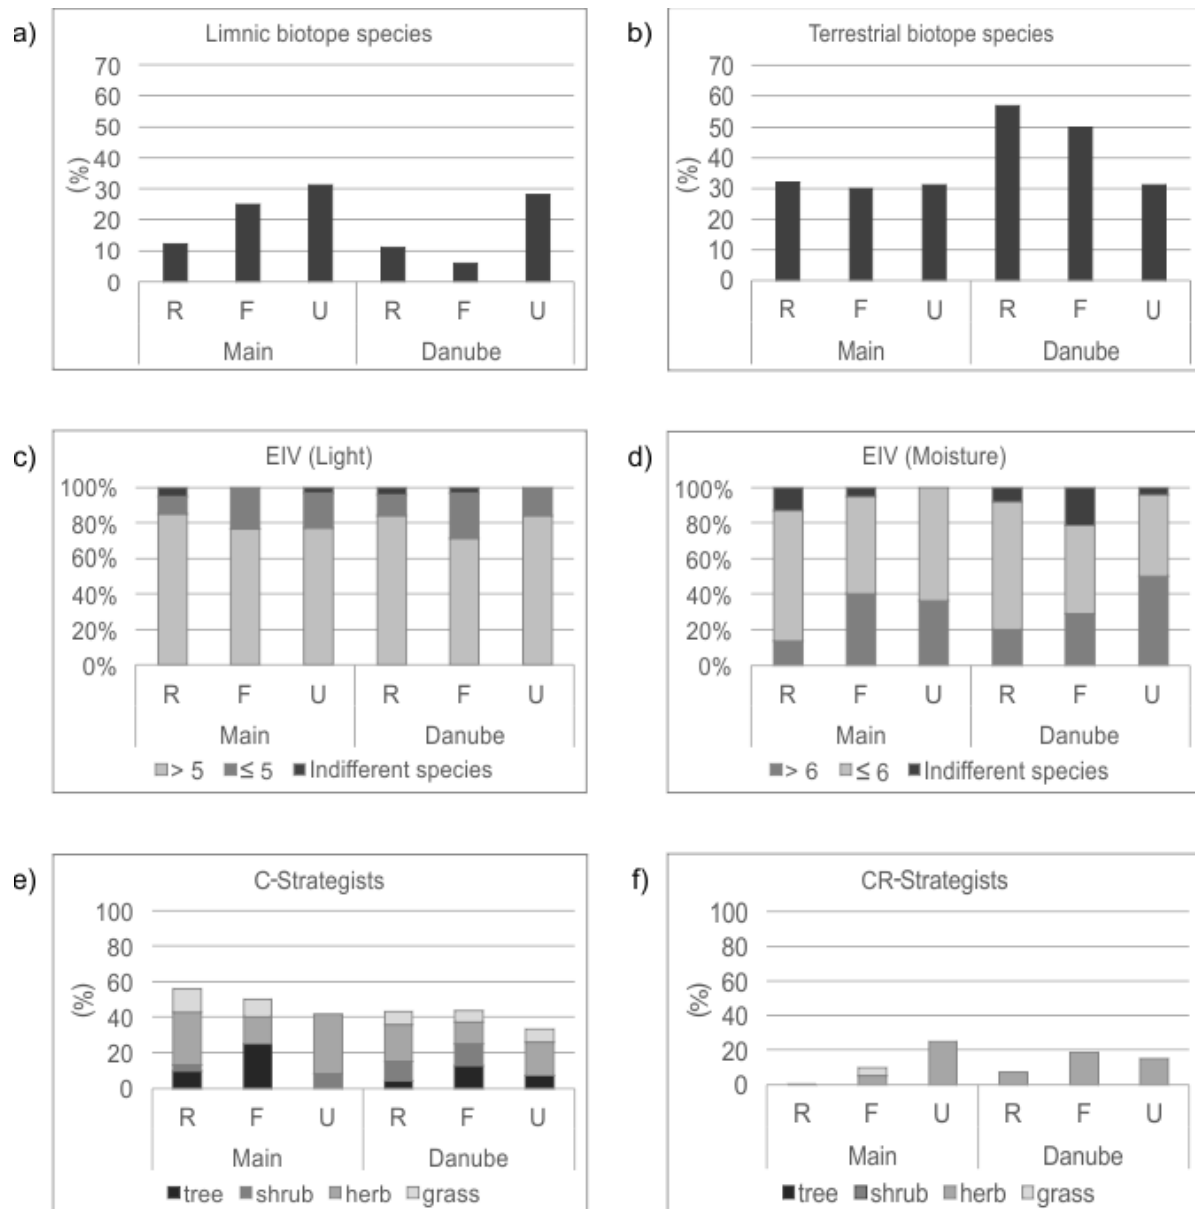 a)
Limnic biotope species
70
60
50
40
30
20
10
0
(%)
R F U R F U
Main Danube
b)
Terrestrial biotope species
70
60
50
40
30
20
10
0
(%)
R F U R F U
Main Danube
c)
EIV (Light)
100%
80%
60%
40%
20%
0%
R F U R F U
Main Danube
> 5 ≤ 5 Indifferent species
d)
EIV (Moisture)
100%
80%
60%
40%
20%
0%
R F U R F U
Main Danube
> 6 ≤ 6 Indifferent species
e)
C-Strategists
100
80
60
40
20
0
(%)
R F U R F U
Main Danube
tree shrub herb grass
f)
CR-Strategists
100
80
60
40
20
0
(%)
R F U R F U
Main Danube
tree shrub herb grass